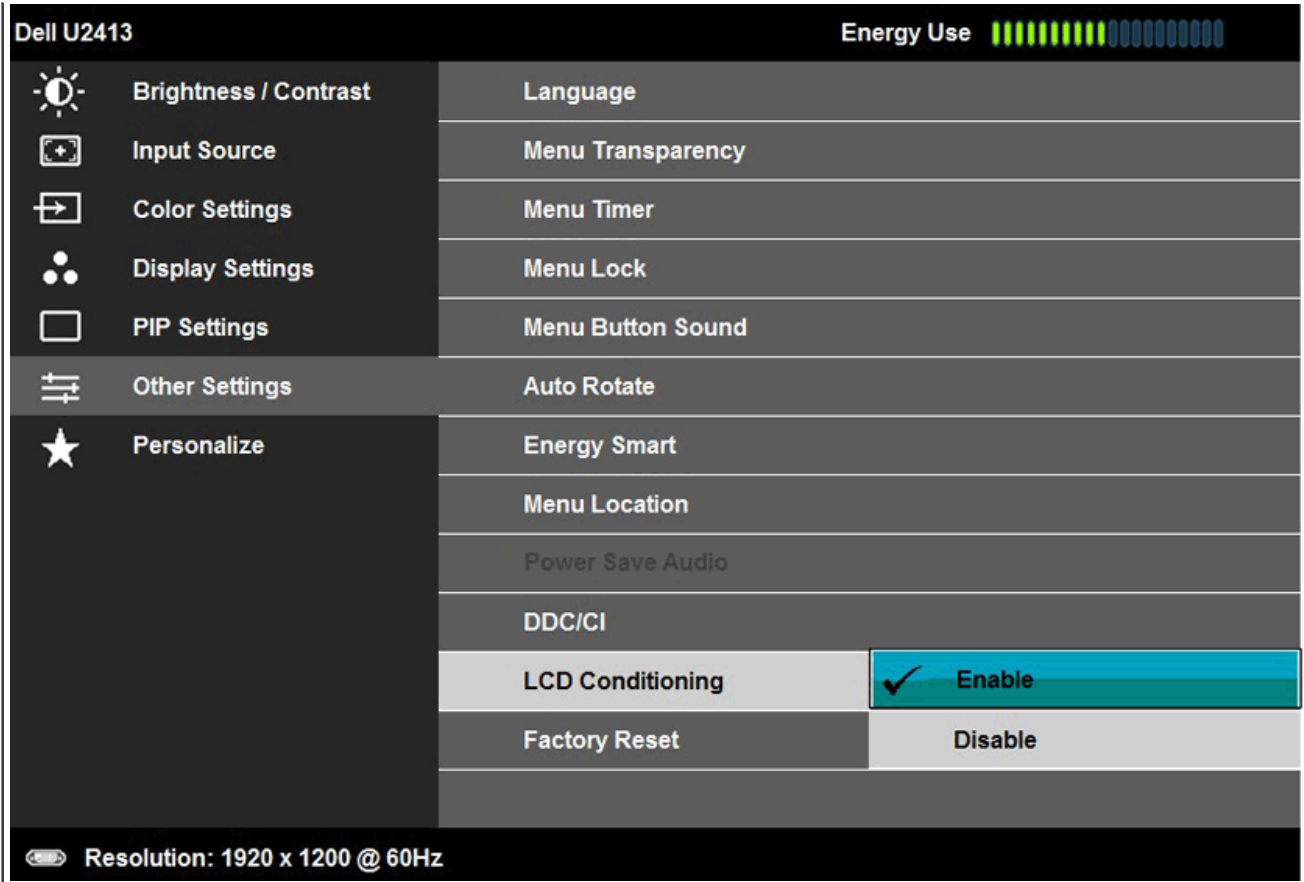 Dell U2413 Energy Use
Brightness / Contrast Language
Input Source Menu Transparency
Color Settings Menu Timer
Display Settings Menu Lock
PIP Settings Menu Button Sound
Other Settings Auto Rotate
Personalize Energy Smart
Menu Location
Power Save Audio
DDC/CI
LCD Conditioning Enable
Factory Reset Disable
Resolution: 1920 x 1200 @ 60Hz